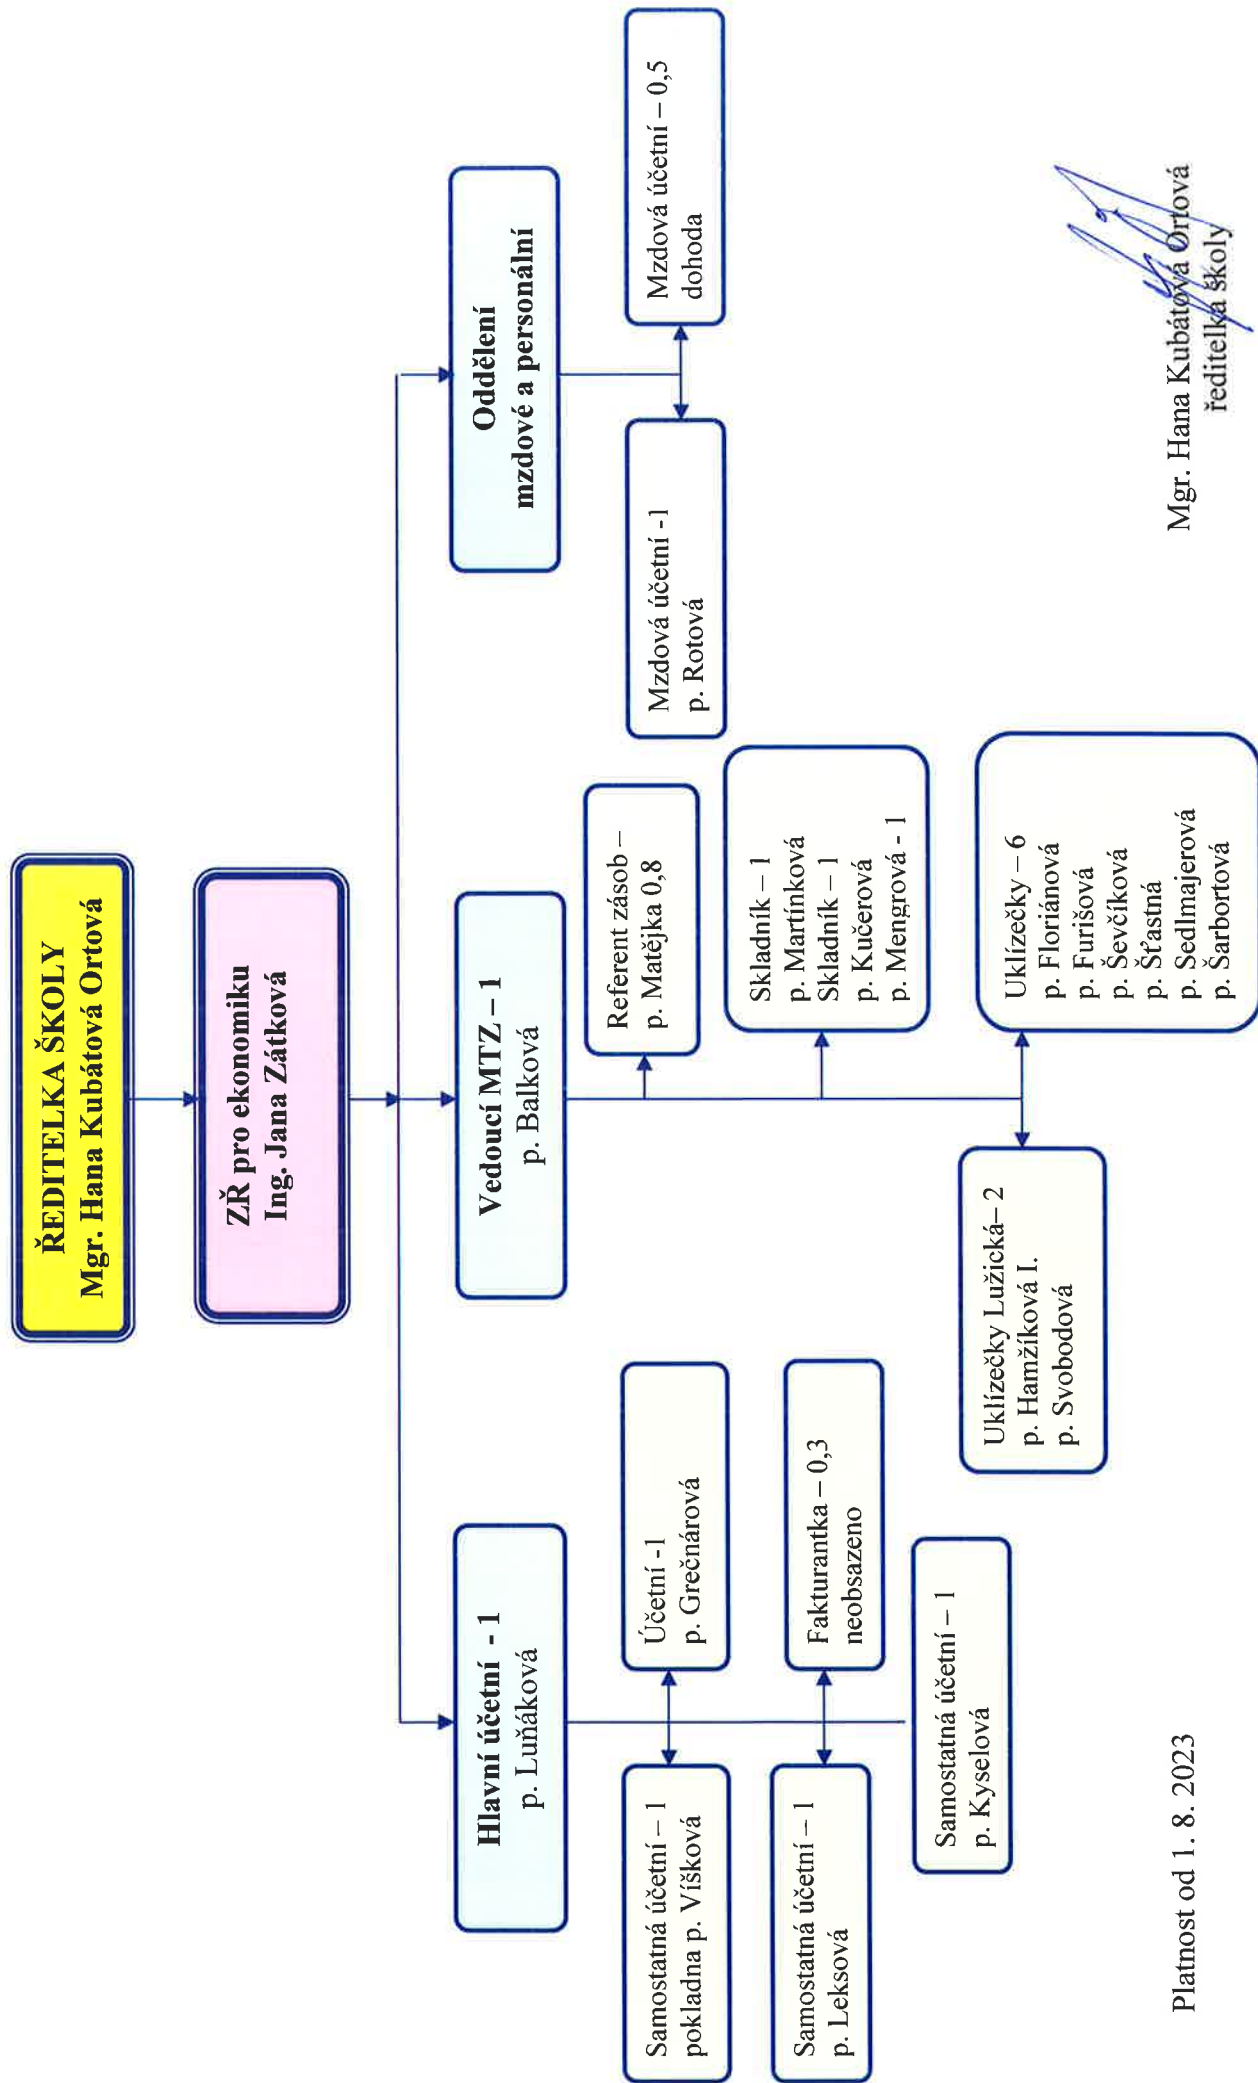 ŘEDITELKA ŠKOLY
Mgr. Hana Kubátová Ortová
ZŘ pro ekonomiku
Ing. Jana Zátková
Hlavní účetní - 1
p. Luňáková
Samostatná účetní – 1
pokladna p. Víšková
Účetní -1
p. Grečnárová
Samostatná účetní – 1
p. Leksová
Fakturantka – 0,3
neobsazeno
Samostatná účetní – 1
p. Kyselová
Vedoucí MTZ – 1
p. Balková
Referent zásob –
p. Matějka 0,8
Skladník – 1
p. Martínková
Skladník – 1
p. Kučerová
p. Mengrová - 1
Uklízečky Lužická– 2
p. Hamžíková I.
p. Svobodová
Uklízečky – 6
p. Floriánová
p. Furišová
p. Ševčíková
p. Šťastná
p. Sedlmajerová
p. Šarbortová
Oddělení
mzdové a personální
Mzdová účetní -1
p. Rotová
Mzdová účetní – 0,5
dohoda
Platnost od 1. 8. 2023
Mgr. Hana Kubátová Ortová
ředitelka školy